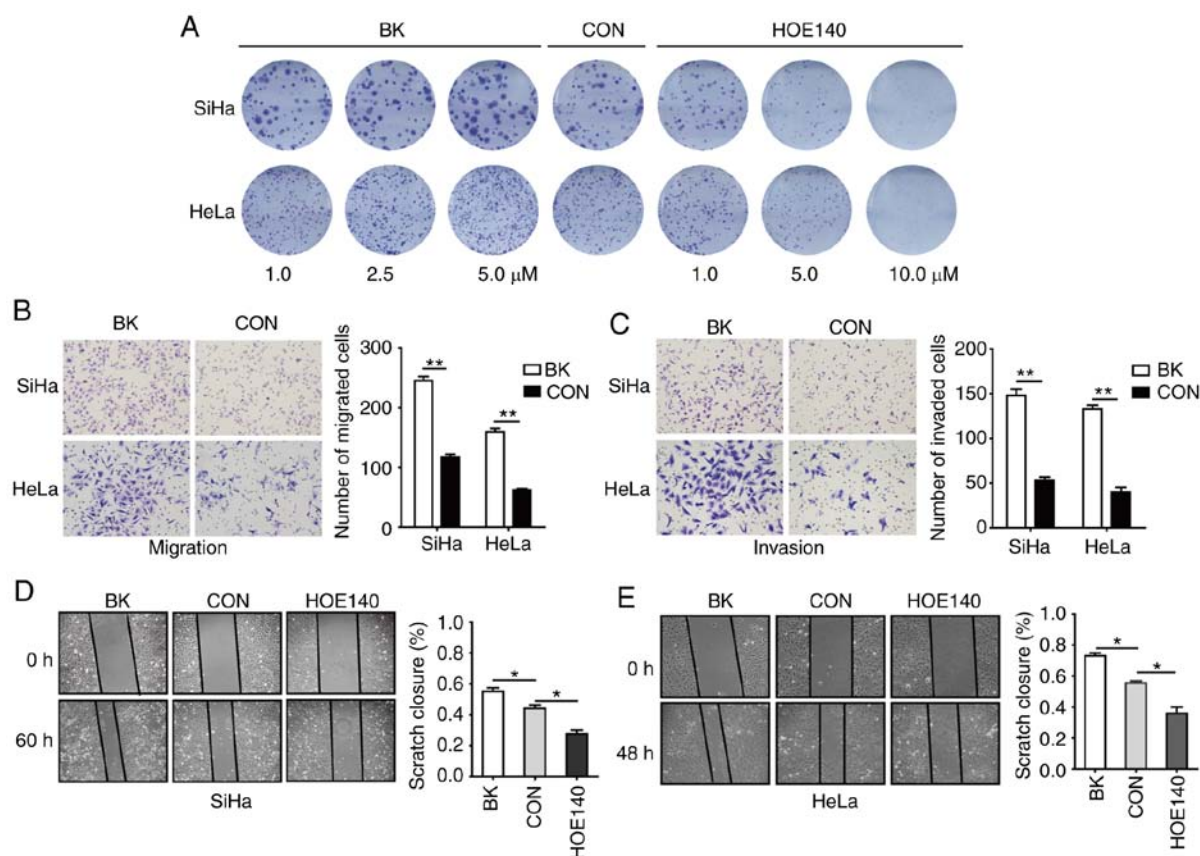 A
BK CON HOE140
SiHa
HeLa
1.0 2.5 5.0 µM 1.0 5.0 10.0 µM
B
BK CON
SiHa
HeLa
Migration
Number of migrated cells
300
200
100
0
**
**
BK
CON
SiHa HeLa
C
BK CON
SiHa
HeLa
Invasion
Number of invaded cells
200
150
100
50
0
**
**
BK
CON
SiHa HeLa
D
BK CON HOE140
0 h
60 h
SiHa
Scratch closure (%)
1.0
0.8
0.6
0.4
0.2
0.0
*
*
BK
CON
HOE140
E
BK CON HOE140
0 h
48 h
HeLa
Scratch closure (%)
1.0
0.8
0.6
0.4
0.2
0.0
*
*
BK
CON
HOE140